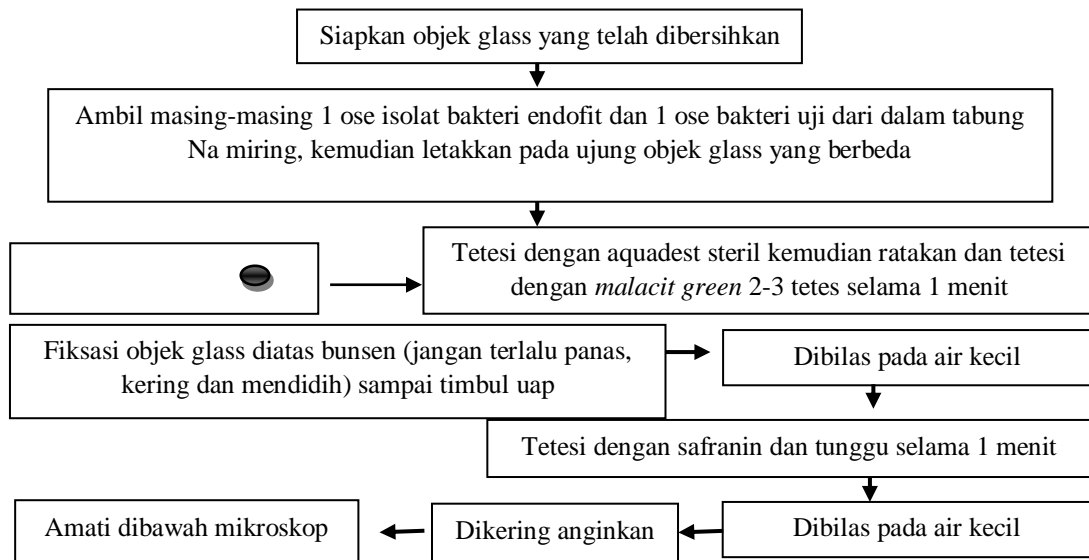 Siapkan objek glass yang telah dibersihkan
Ambil masing-masing 1 ose isolat bakteri endofit dan 1 ose bakteri uji dari dalam tabung
Na miring, kemudian letakkan pada ujung objek glass yang berbeda
Tetesi dengan aquadest steril kemudian ratakan dan tetesi
dengan malacit green 2-3 tetes selama 1 menit
Fiksasi objek glass diatas bunsen (jangan terlalu panas,
kering dan mendidih) sampai timbul uap
Dibilas pada air kecil
Tetesi dengan safranin dan tunggu selama 1 menit
Dibilas pada air kecil
Dikering anginkan
Amati dibawah mikroskop